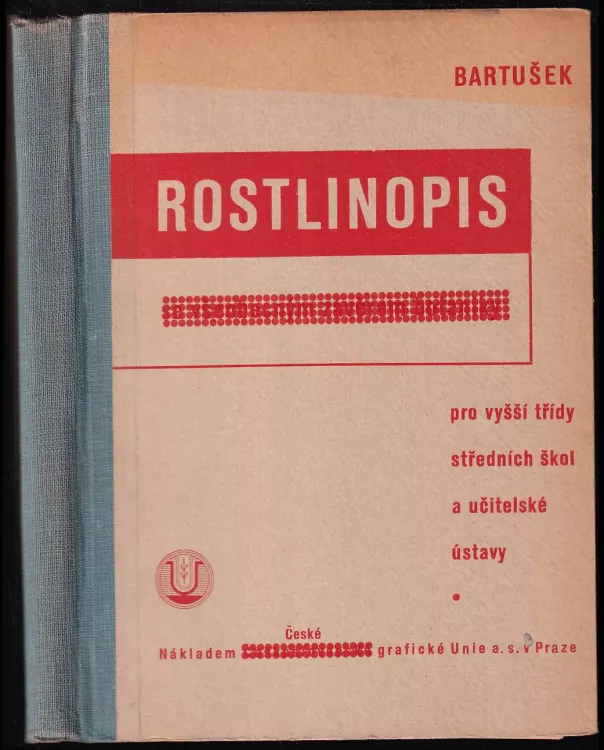 BARTUŠEK
ROSTLINOPIS
pro vyšší třídy
středních škol
a učitelské
ústavy
•
České
Nákladem grafické Unie a. s. v Praze